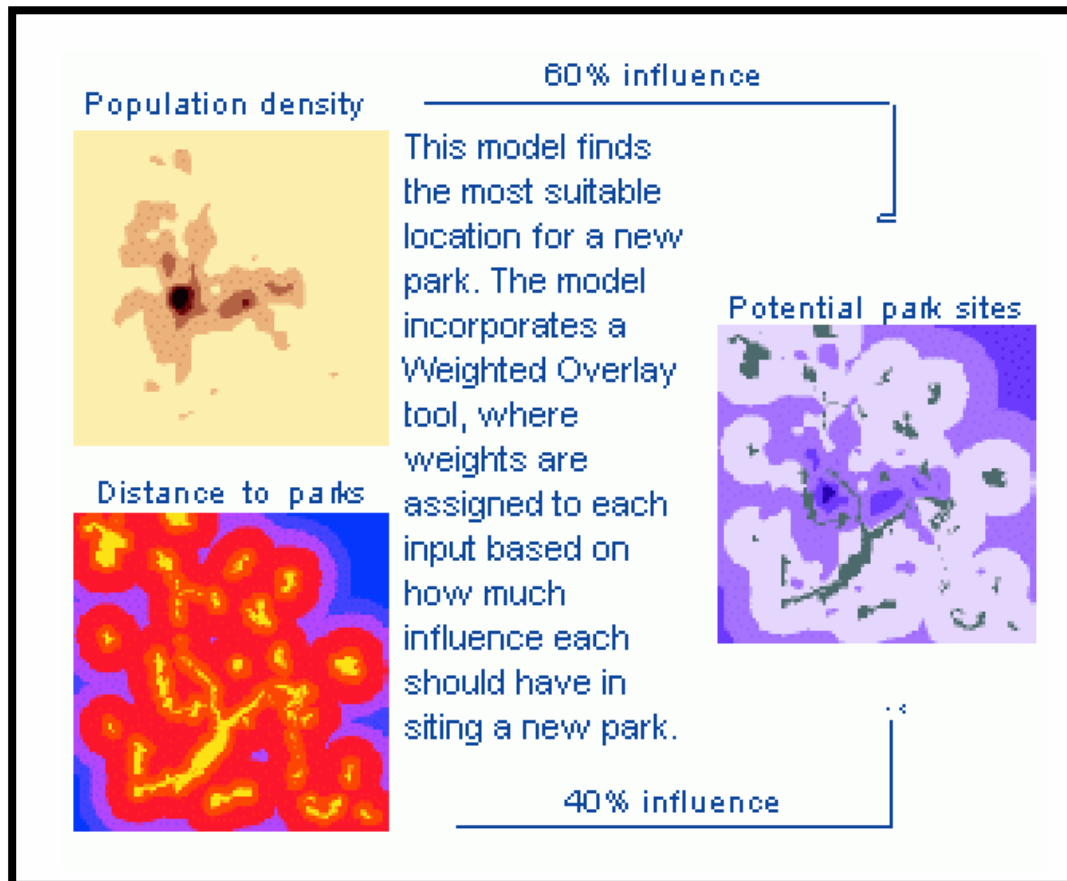 60% influence
Population density
This model finds
the most suitable
location for a new
park. The model
incorporates a
Weighted Overlay
tool, where
weights are
assigned to each
input based on
how much
influence each
should have in
siting a new park.
Potential park sites
Distance to parks
40% influence